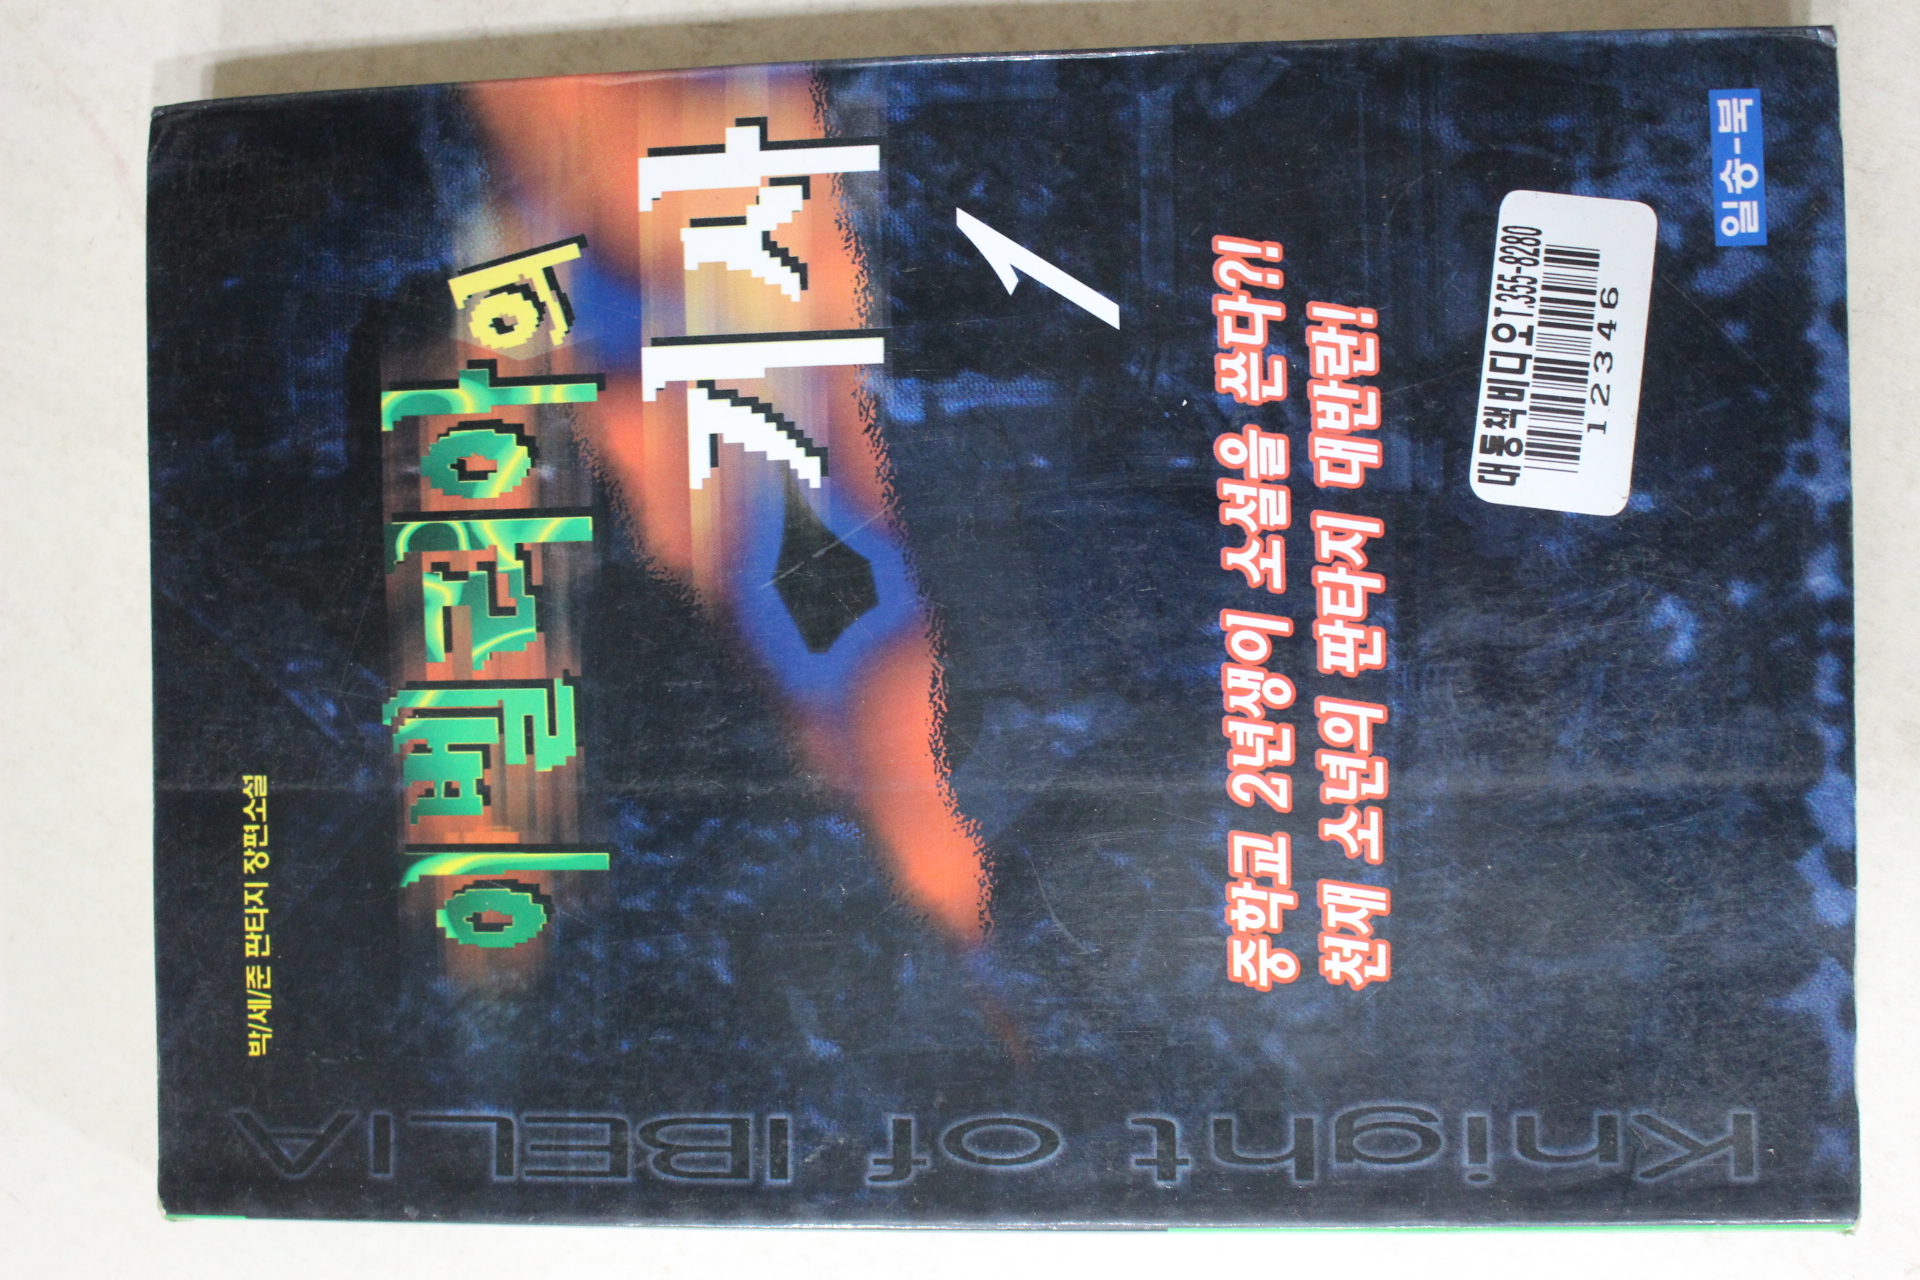 박/세/준 판타지 장편소설
이벨리아의
기사
1
중학교 2년생이 소설을 쓴다?!
천재 소년의 판타지 대반란!
대동책비디오 T.355-8280
12346
일송-북
Knight of IBELIA